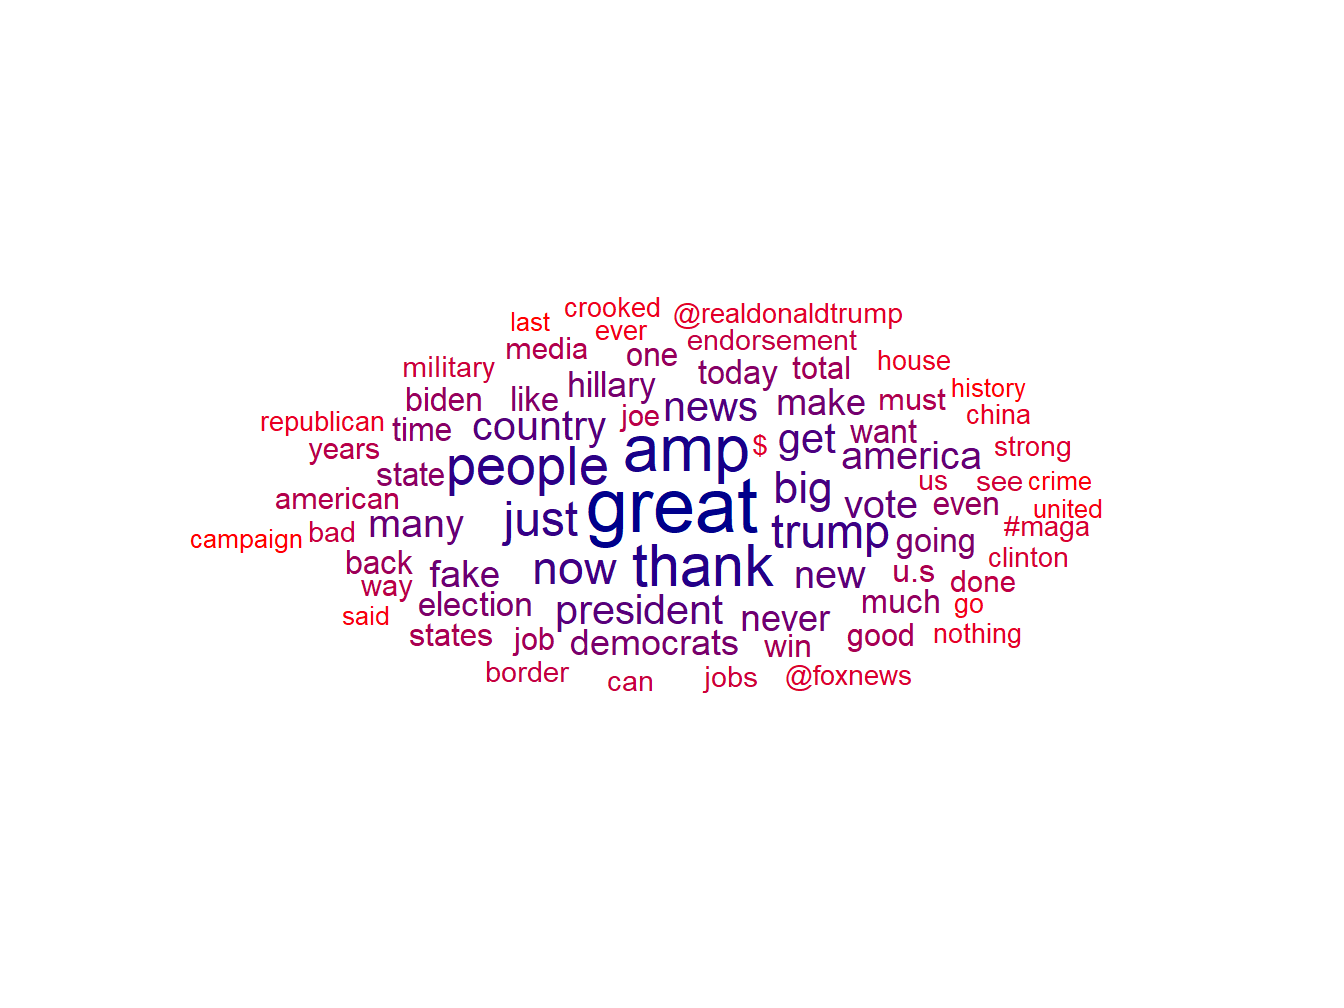 crooked @realdonaldtrump
last ever
media one endorsement
military today total house
biden like hillary history
republican time country joe news make must china
years people amp $ get want strong
state america
american big us see crime
many just great vote even united
campaign bad trump going #maga
back now thank new u.s clinton
way fake done
said election president never much go
states job democrats win good nothing
border can jobs @foxnews